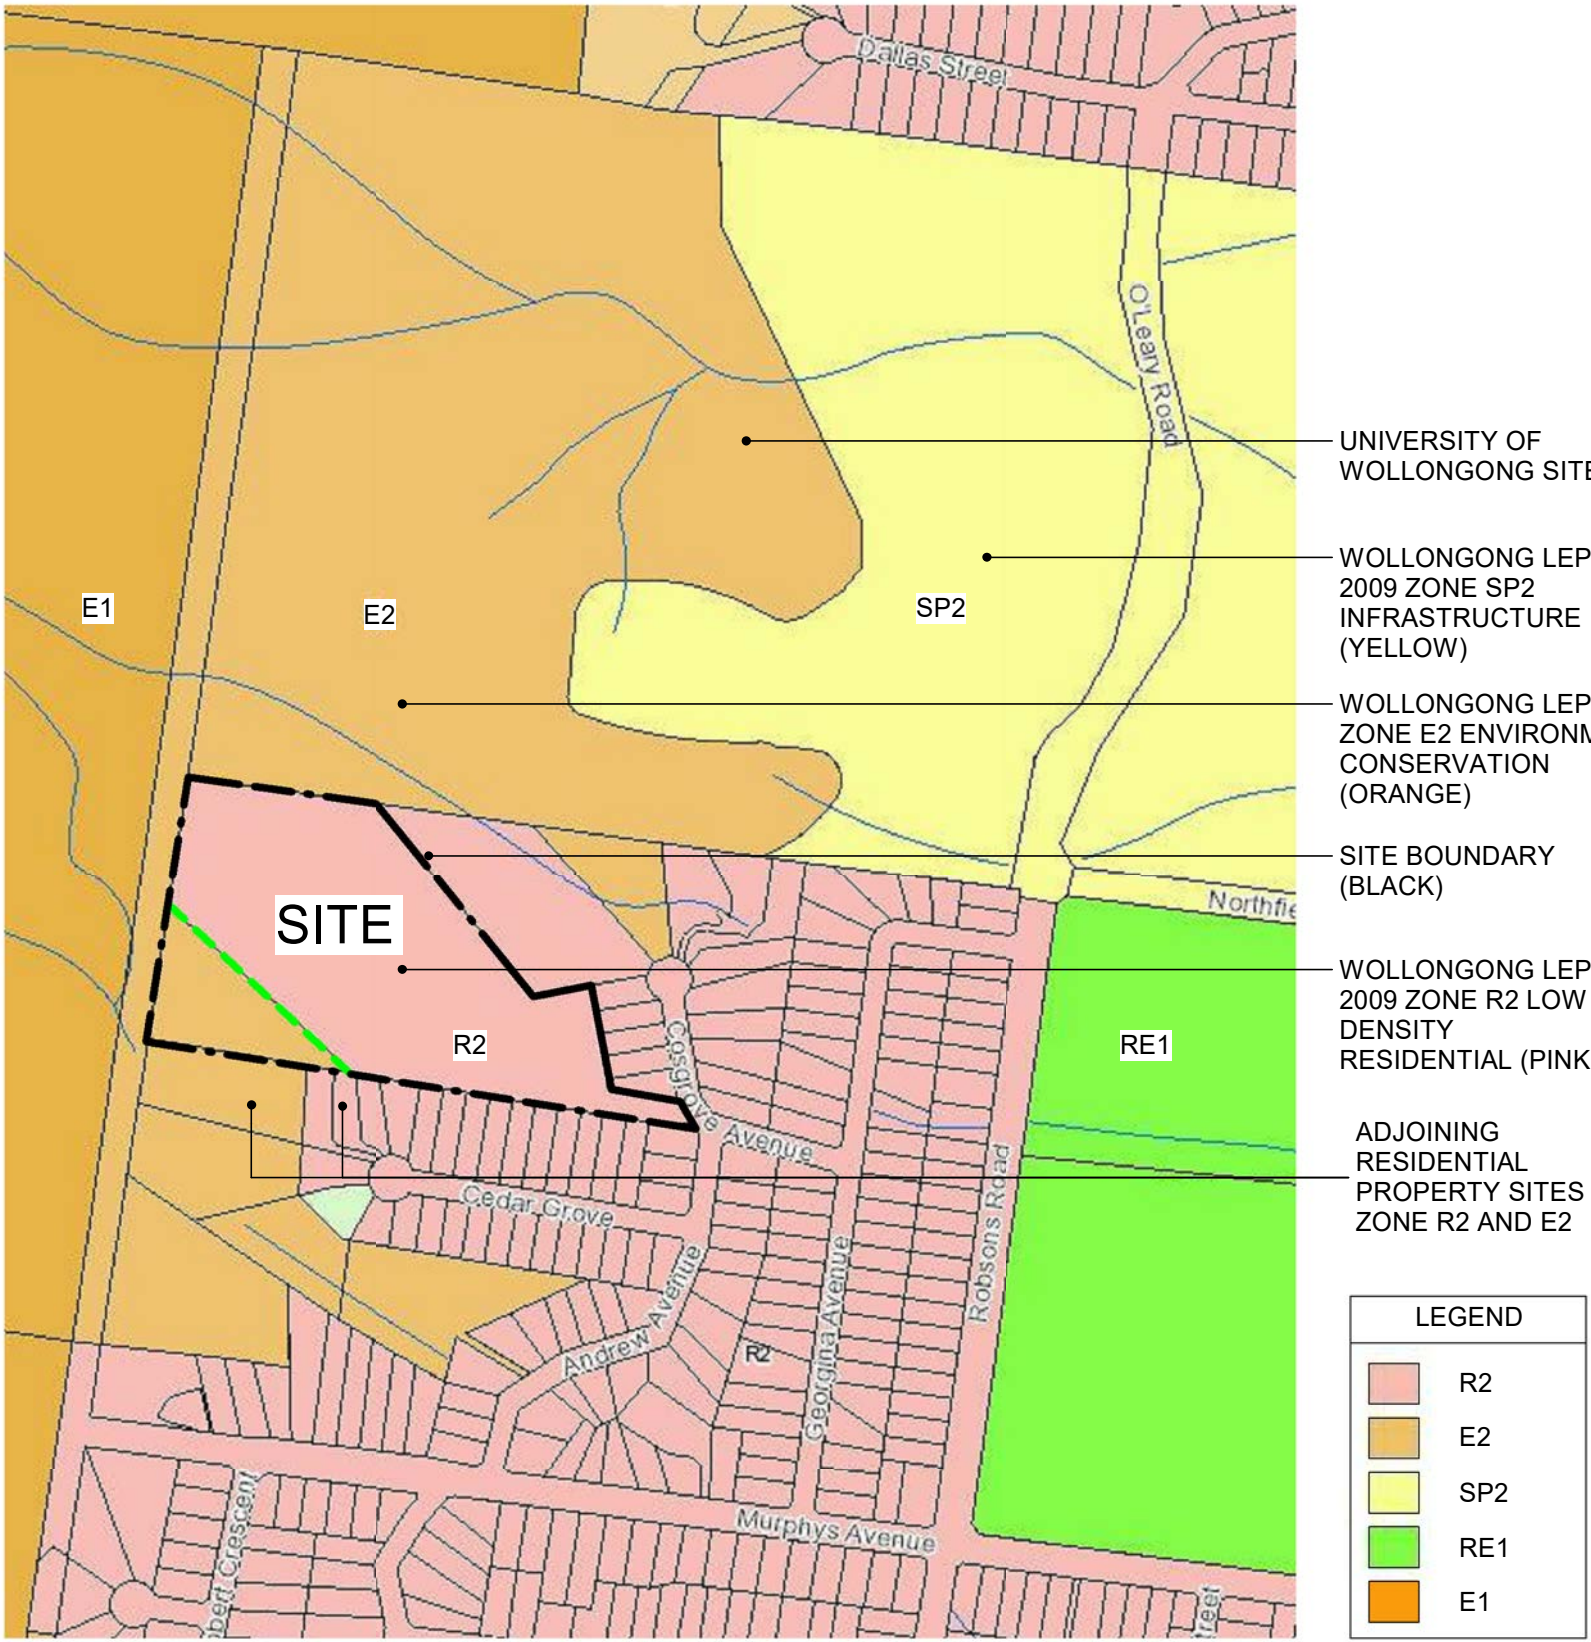 Dallas Street
O'Leary Road
E1
E2
SP2
UNIVERSITY OF
WOLLONGONG SITE
WOLLONGONG LEP
2009 ZONE SP2
INFRASTRUCTURE
(YELLOW)
WOLLONGONG LEP
ZONE E2 ENVIRONM
CONSERVATION
(ORANGE)
SITE BOUNDARY
(BLACK)
Northfie
SITE
WOLLONGONG LEP
2009 ZONE R2 LOW
DENSITY
RESIDENTIAL (PINK
R2
RE1
Cosgrove Avenue
ADJOINING
RESIDENTIAL
PROPERTY SITES
ZONE R2 AND E2
Cedar Grove
Robsons Road
Andrew Avenue
Georgina Avenue
R2
Murphys Avenue
bert Crescent
treet
LEGEND
R2
E2
SP2
RE1
E1